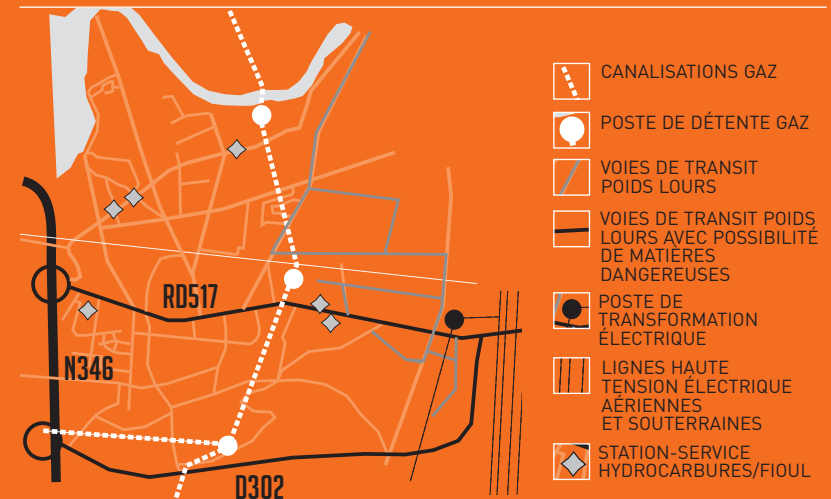 RD517
N346
D302
CANALISATIONS GAZ
POSTE DE DÉTENTE GAZ
VOIES DE TRANSIT
POIDS LOURS
VOIES DE TRANSIT POIDS
LOURS AVEC POSSIBILITÉ
DE MATIÈRES
DANGEREUSES
POSTE DE
TRANSFORMATION
ÉLECTRIQUE
LIGNES HAUTE
TENSION ÉLECTRIQUE
AÉRIENNES
ET SOUTERRAINES
STATION-SERVICE
HYDROCARBURES/FIOUL